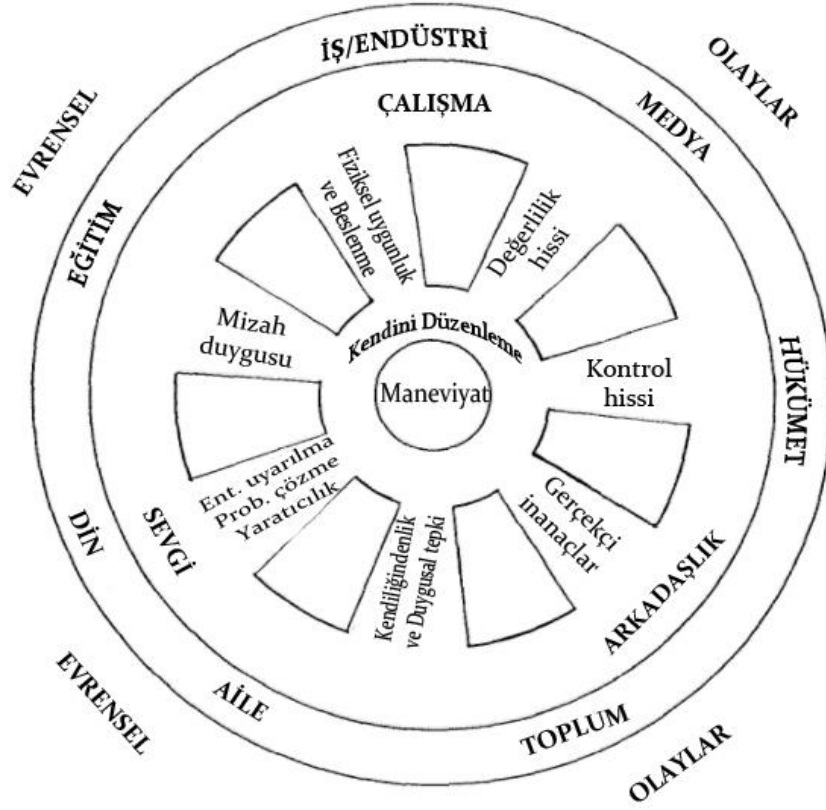 EVRENSEL
OLAYLAR
İŞ/ENDÜSTRİ
MEDYA
HÜKÜMET
TOPLUM
AİLE
DİN
EĞİTİM
ÇALIŞMA
ARKADAŞLIK
SEVGİ
Fiziksel uygunluk
ve Beslenme
Değerlilik
hissi
Kontrol
hissi
Gerçekçi
inanaçlar
Kendiliğindenlik
ve Duygusal tepki
Ent. uyarılma
Prob. çözme
Yaratıcılık
Mizah
duygusu
Kendini Düzenleme
Maneviyat
EVRENSEL
OLAYLAR